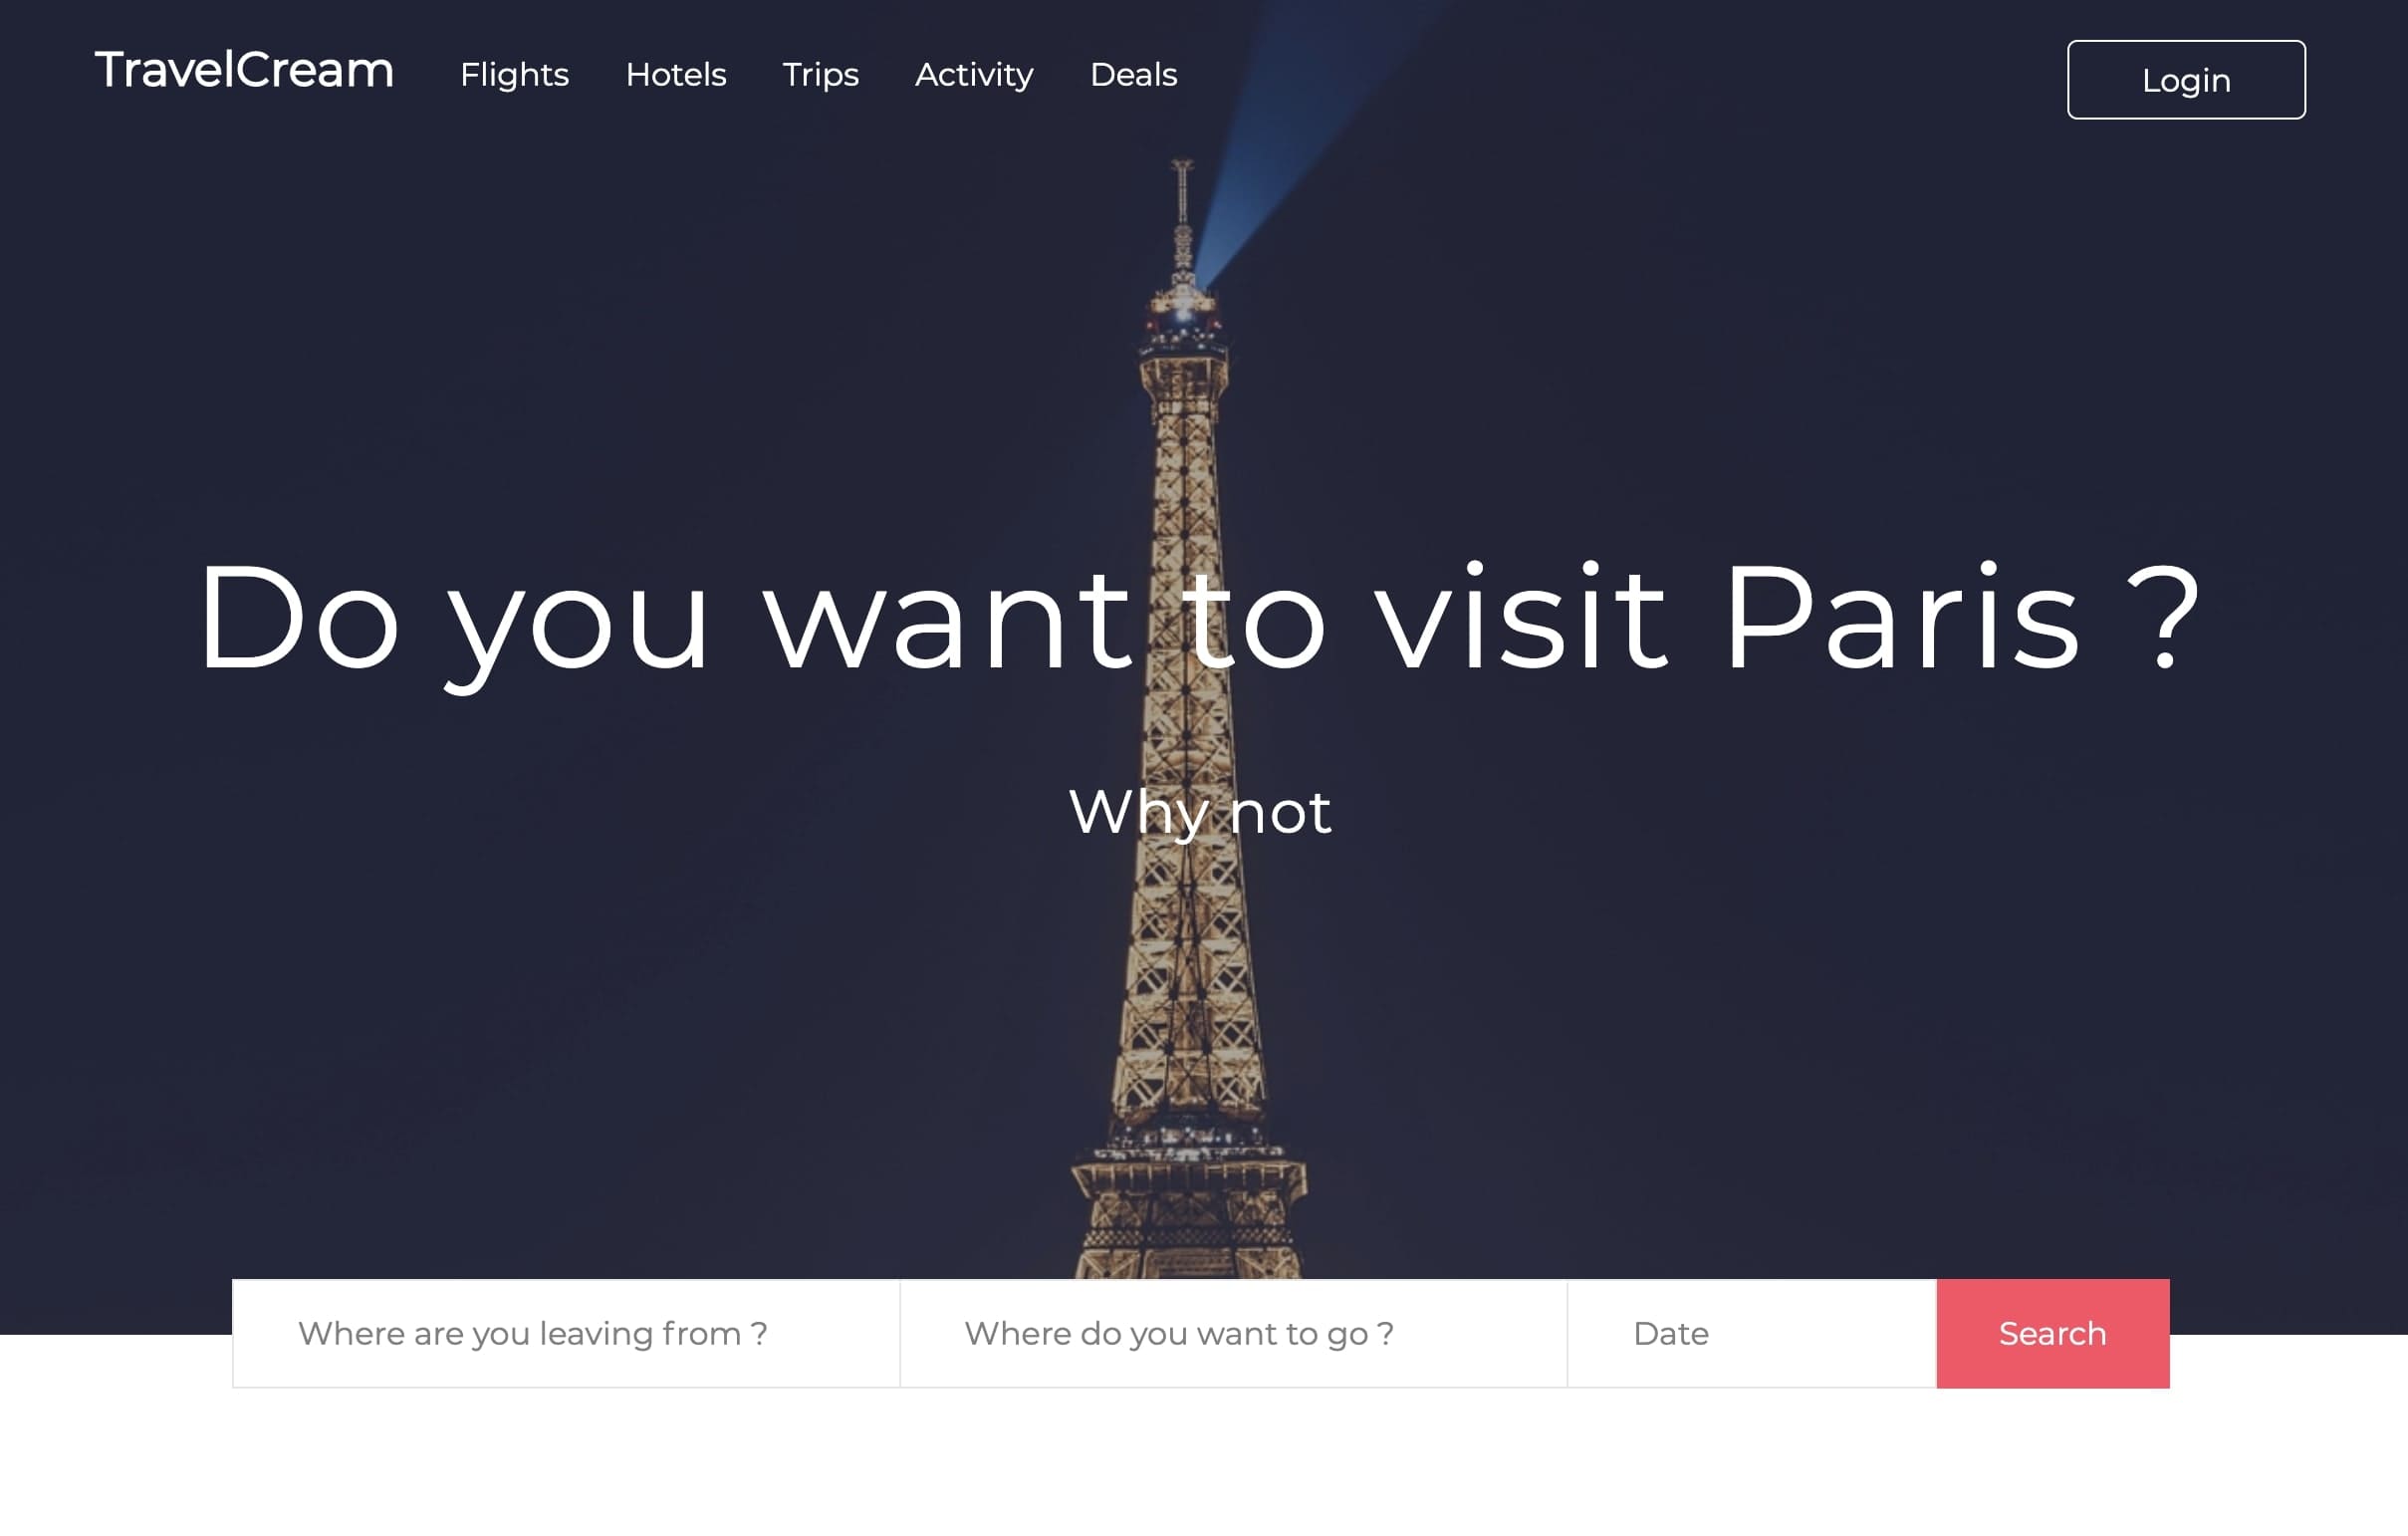 TravelCream Flights Hotels Trips Activity Deals Login
Do you want to visit Paris ?
Why not
Where are you leaving from ? Where do you want to go ? Date Search